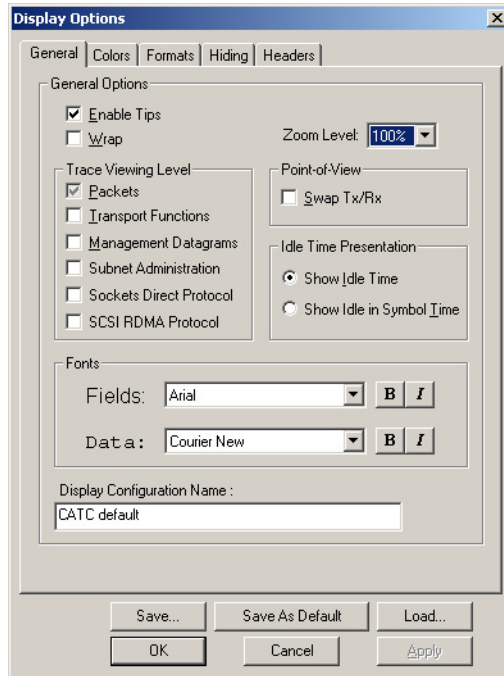 Display Options
General Colors Formats Hiding Headers
General Options
Enable Tips
Wrap
Zoom Level: 100%
Trace Viewing Level
Packets
Transport Functions
Management Datagrams
Subnet Administration
Sockets Direct Protocol
SCSI RDMA Protocol
Point-of-View
Swap Tx/Rx
Idle Time Presentation
Show Idle Time
Show Idle in Symbol Time
Fonts
Fields: Arial B I
Data: Courier New B I
Display Configuration Name :
CATC default
Save... Save As Default Load...
OK Cancel Apply